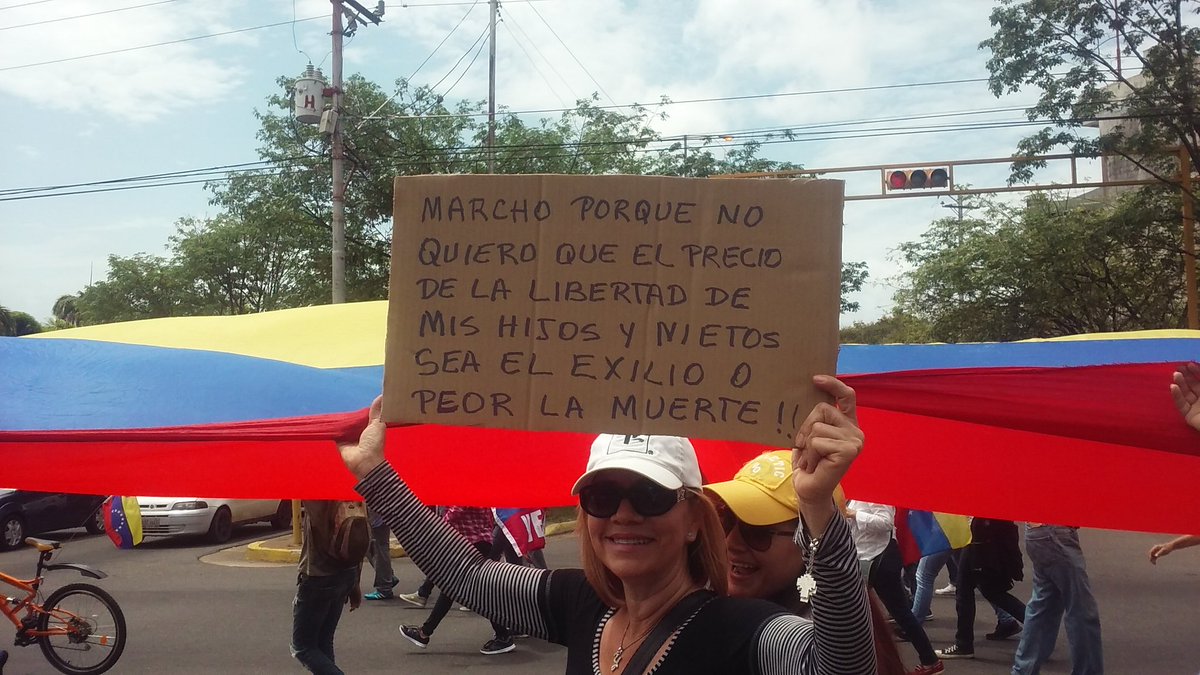 H
MARCHO PORQUE NO
QUIERO QUE EL PRECIO
DE LA LIBERTAD DE
MIS HIJOS Y NIETOS
SEA EL EXILIO O
PEOR LA MUERTE!!